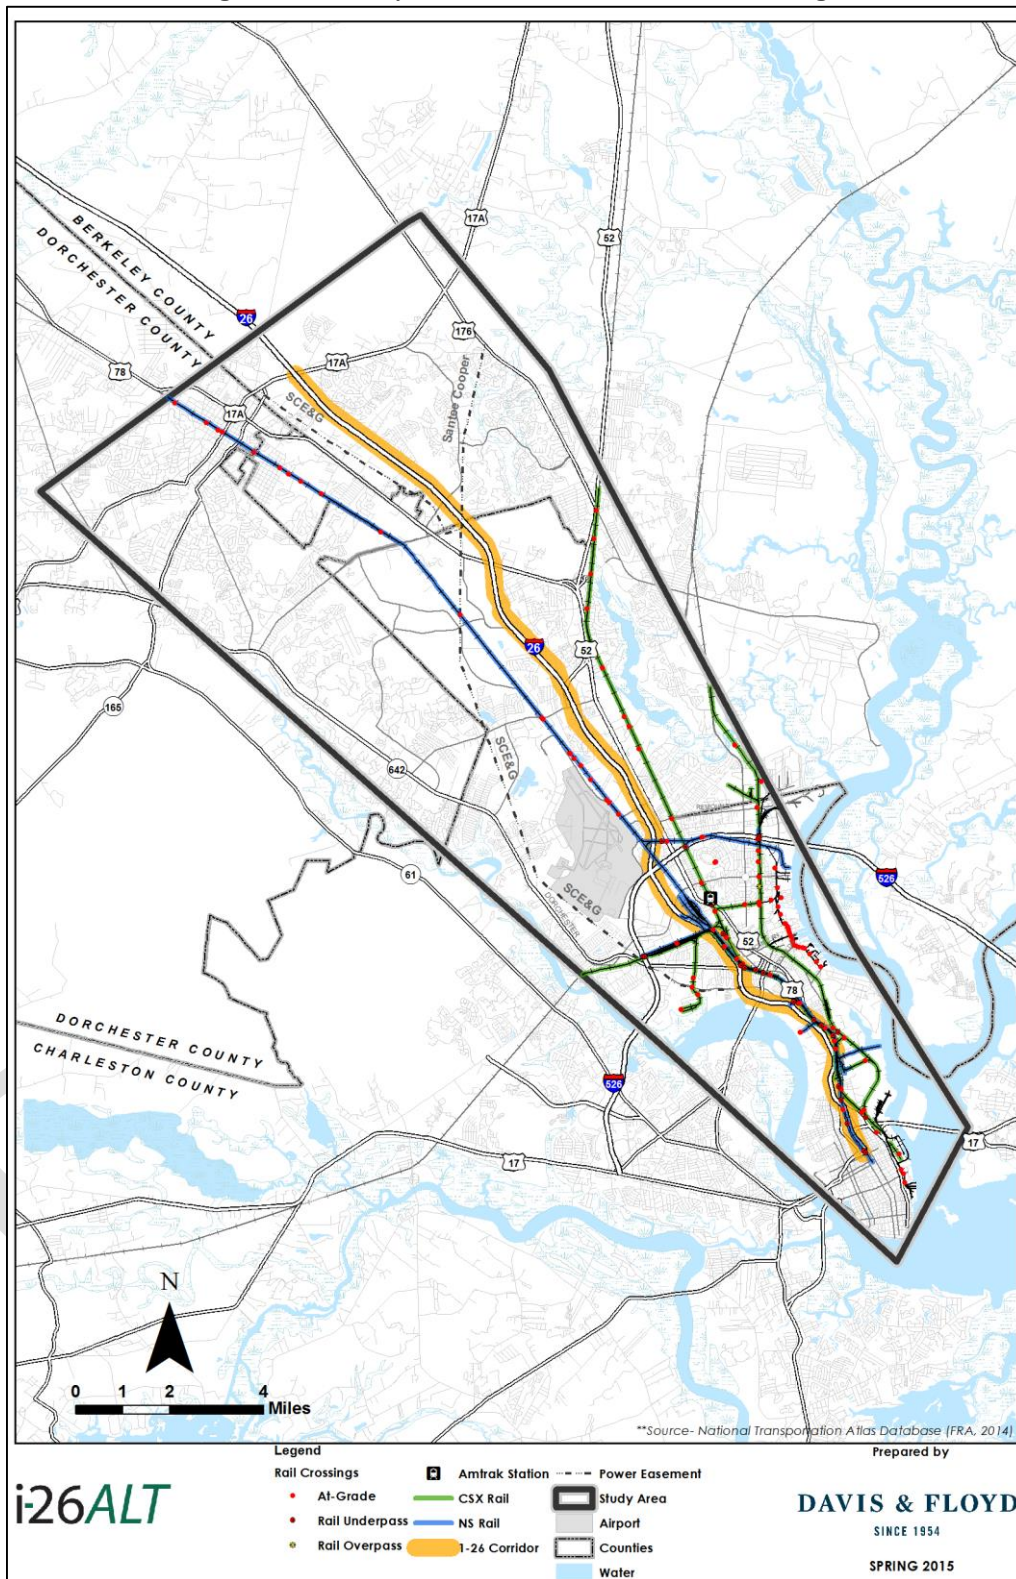 17A
52
BERKELEY COUNTY
DORCHESTER COUNTY
26
176
17A
78
Santee Cooper
SCE&G
17A
26
52
165
SCE&G
642
61
526
SCE&G
DORCHESTER
52
78
DORCHESTER COUNTY
CHARLESTON COUNTY
526
17
17
N
0 1 2 4
Miles
**Source- National Transportation Atlas Database (FRA, 2014)
Legend
Rail Crossings
At-Grade
Rail Underpass
Rail Overpass
Amtrak Station
CSX Rail
NS Rail
1-26 Corridor
Power Easement
Study Area
Airport
Counties
Water
i-26ALT
Prepared by
DAVIS & FLOYD
SINCE 1954
SPRING 2015